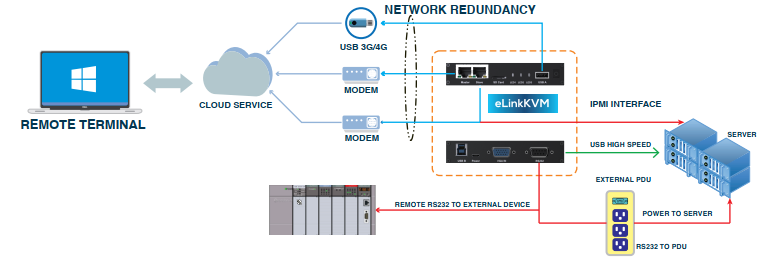 NETWORK REDUNDANCY
USB 3G/4G
MODEM
CLOUD SERVICE
REMOTE TERMINAL
MODEM
eLinkKVM
IPMI INTERFACE
USB HIGH SPEED
SERVER
EXTERNAL PDU
REMOTE RS232 TO EXTERNAL DEVICE
POWER TO SERVER
RS232 TO PDU